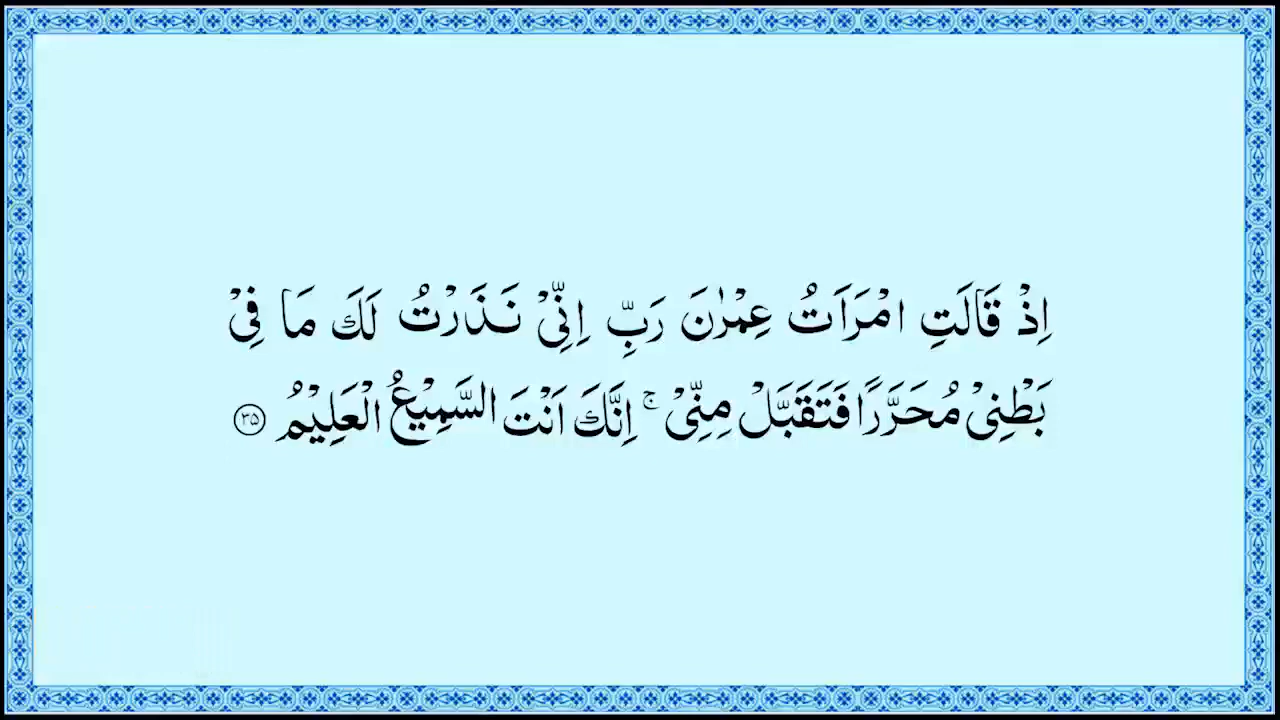 اِذْ قَالَتِ امْرَاَتُ عِمْرٰنَ رَبِّ اِنِّىْ نَذَرْتُ لَكَ مَا فِىْ
بَطْنِىْ مُحَرَّرًا فَتَقَبَّلْ مِنِّىْ ۚ اِنَّكَ اَنْتَ السَّمِيْعُ الْعَلِيْمُ ۝۳۵